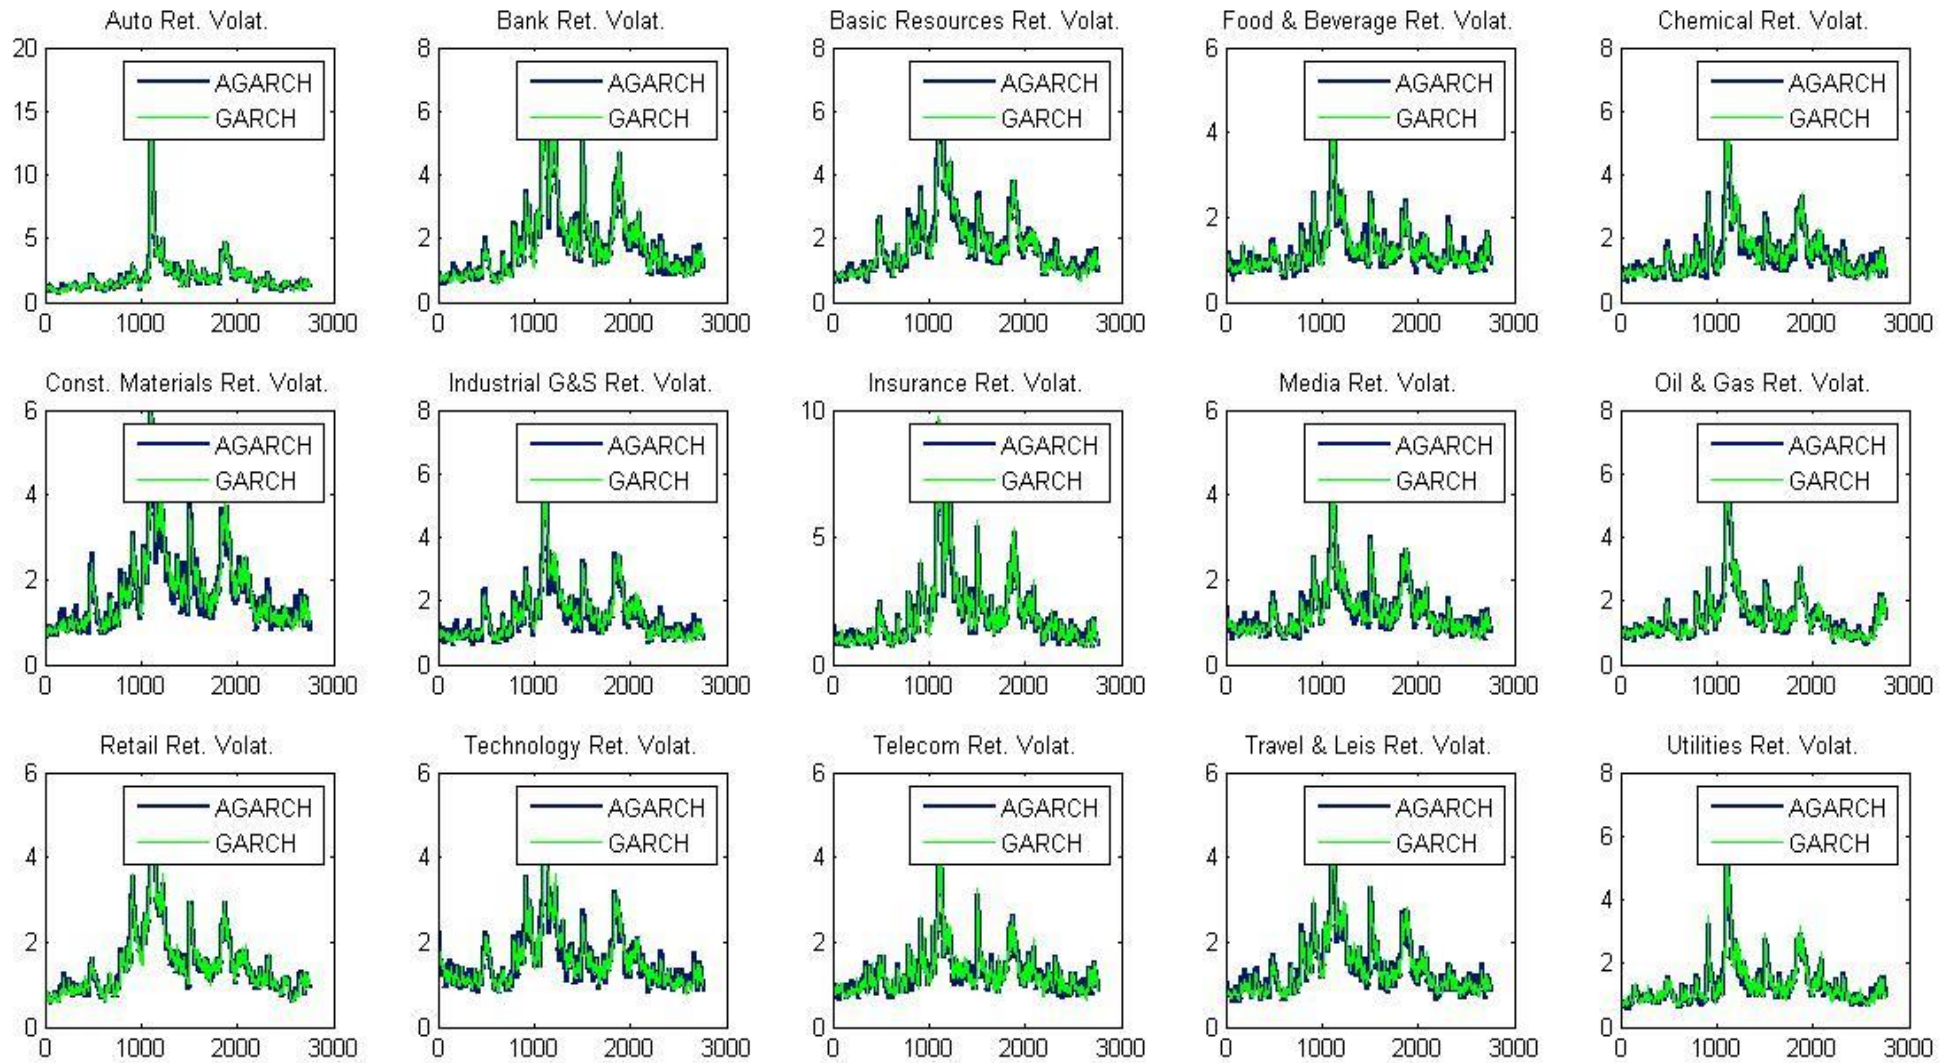 Auto Ret. Volat.
20
15
10
5
0
0 1000 2000 3000
AGARCH
GARCH
Bank Ret. Volat.
8
6
4
2
0
0 1000 2000 3000
AGARCH
GARCH
Basic Resources Ret. Volat.
8
6
4
2
0
0 1000 2000 3000
AGARCH
GARCH
Food & Beverage Ret. Volat.
6
4
2
0
0 1000 2000 3000
AGARCH
GARCH
Chemical Ret. Volat.
8
6
4
2
0
0 1000 2000 3000
AGARCH
GARCH
Const. Materials Ret. Volat.
6
4
2
0
0 1000 2000 3000
AGARCH
GARCH
Industrial G&S Ret. Volat.
8
6
4
2
0
0 1000 2000 3000
AGARCH
GARCH
Insurance Ret. Volat.
10
5
0
0 1000 2000 3000
AGARCH
GARCH
Media Ret. Volat.
6
4
2
0
0 1000 2000 3000
AGARCH
GARCH
Oil & Gas Ret. Volat.
8
6
4
2
0
0 1000 2000 3000
AGARCH
GARCH
Retail Ret. Volat.
6
4
2
0
0 1000 2000 3000
AGARCH
GARCH
Technology Ret. Volat.
6
4
2
0
0 1000 2000 3000
AGARCH
GARCH
Telecom Ret. Volat.
6
4
2
0
0 1000 2000 3000
AGARCH
GARCH
Travel & Leis Ret. Volat.
6
4
2
0
0 1000 2000 3000
AGARCH
GARCH
Utilities Ret. Volat.
8
6
4
2
0
0 1000 2000 3000
AGARCH
GARCH